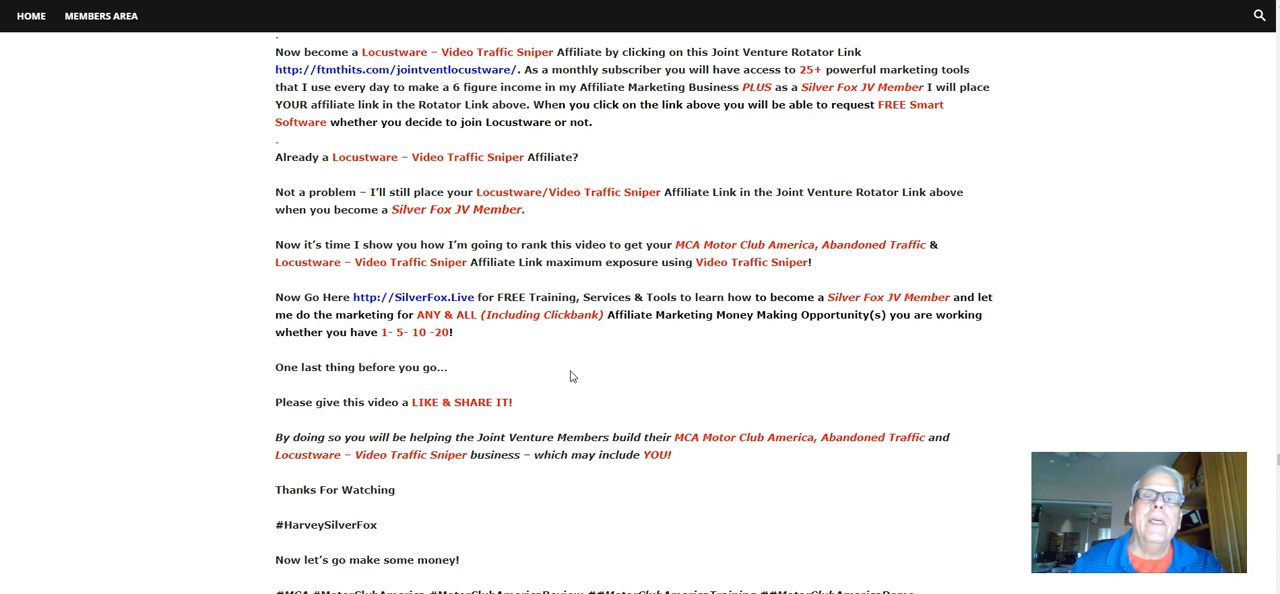 HOME MEMBERS AREA
.
Now become a Locustware – Video Traffic Sniper Affiliate by clicking on this Joint Venture Rotator Link
http://ftmthits.com/jointventlocustware/. As a monthly subscriber you will have access to 25+ powerful marketing tools
that I use every day to make a 6 figure income in my Affiliate Marketing Business PLUS as a Silver Fox JV Member I will place
YOUR affiliate link in the Rotator Link above. When you click on the link above you will be able to request FREE Smart
Software whether you decide to join Locustware or not.
.
Already a Locustware – Video Traffic Sniper Affiliate?
Not a problem – I'll still place your Locustware/Video Traffic Sniper Affiliate Link in the Joint Venture Rotator Link above
when you become a Silver Fox JV Member.
Now it's time I show you how I'm going to rank this video to get your MCA Motor Club America, Abandoned Traffic &
Locustware – Video Traffic Sniper Affiliate Link maximum exposure using Video Traffic Sniper!
Now Go Here http://SilverFox.Live for FREE Training, Services & Tools to learn how to become a Silver Fox JV Member and let
me do the marketing for ANY & ALL (Including Clickbank) Affiliate Marketing Money Making Opportunity(s) you are working
whether you have 1- 5- 10 -20!
One last thing before you go...
Please give this video a LIKE & SHARE IT!
By doing so you will be helping the Joint Venture Members build their MCA Motor Club America, Abandoned Traffic and
Locustware – Video Traffic Sniper business – which may include YOU!
Thanks For Watching
#HarveySilverFox
Now let's go make some money!
#MCA #MotorClubAmerica #MotorClubAmericaReview ##MotorClubAmericaTraining ##MotorClubAmericaDemo